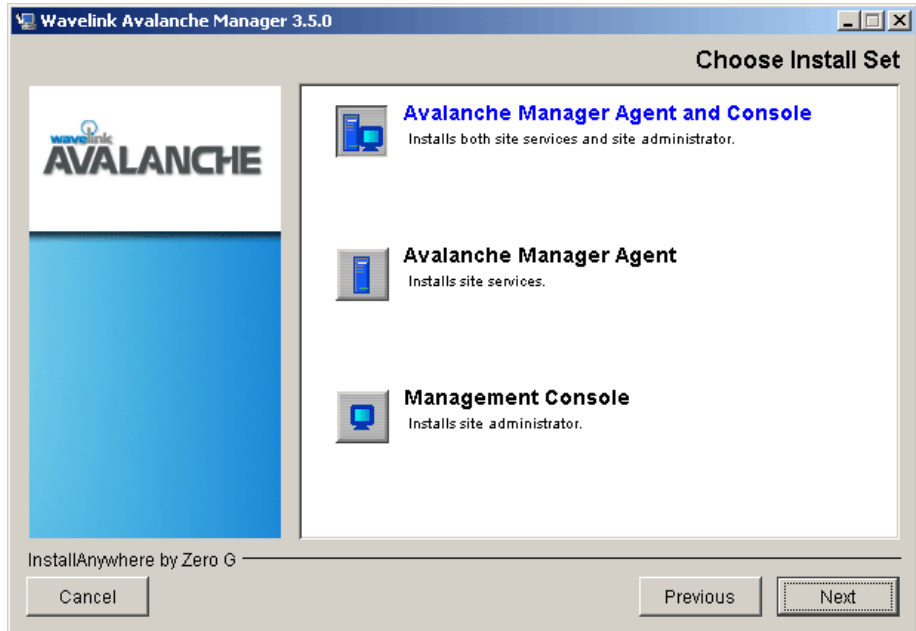 Wavelink Avalanche Manager 3.5.0
Choose Install Set
wavelink
AVALANCHE
Avalanche Manager Agent and Console
Installs both site services and site administrator.
Avalanche Manager Agent
Installs site services.
Management Console
Installs site administrator.
InstallAnywhere by Zero G
Cancel
Previous
Next